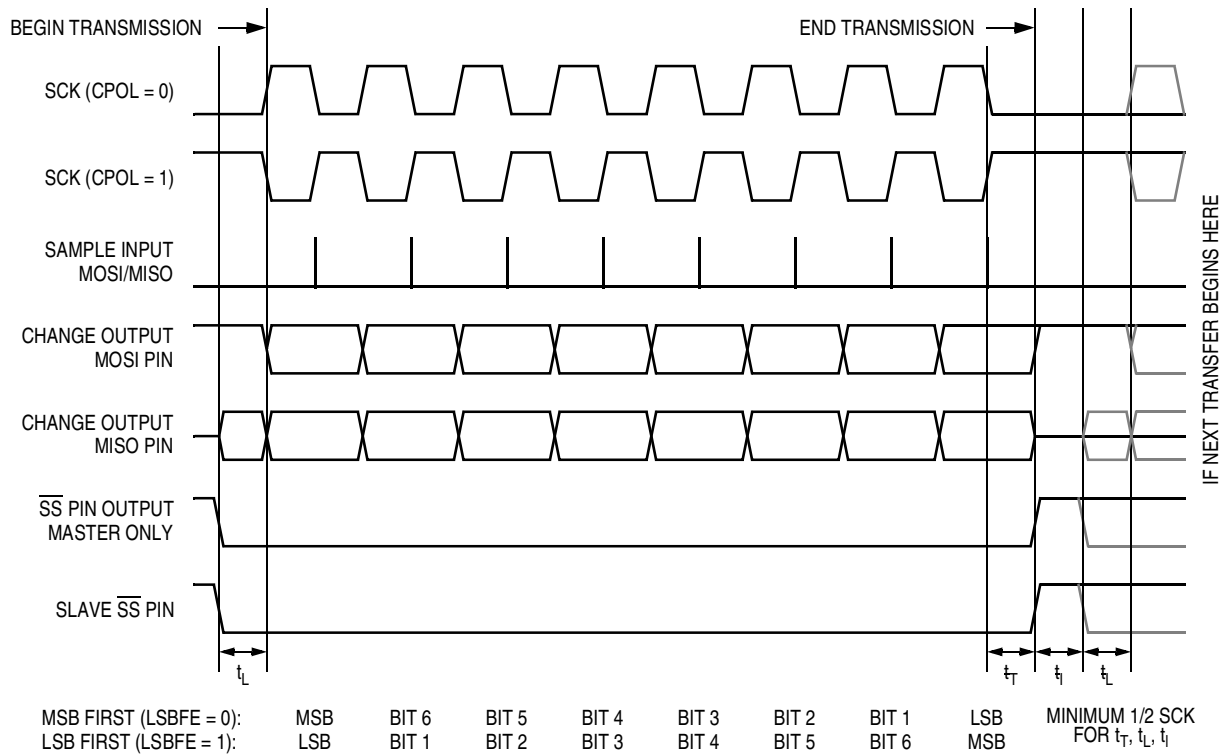 BEGIN TRANSMISSION
END TRANSMISSION
SCK (CPOL = 0)
SCK (CPOL = 1)
SAMPLE INPUT
MOSI/MISO
CHANGE OUTPUT
MOSI PIN
CHANGE OUTPUT
MISO PIN
S̅S̅ PIN OUTPUT
MASTER ONLY
SLAVE S̅S̅ PIN
tL
tT
tI
tL
IF NEXT TRANSFER BEGINS HERE
MSB FIRST (LSBFE = 0): MSB BIT 6 BIT 5 BIT 4 BIT 3 BIT 2 BIT 1 LSB
LSB FIRST (LSBFE = 1): LSB BIT 1 BIT 2 BIT 3 BIT 4 BIT 5 BIT 6 MSB
MINIMUM 1/2 SCK
FOR tT, tL, tI